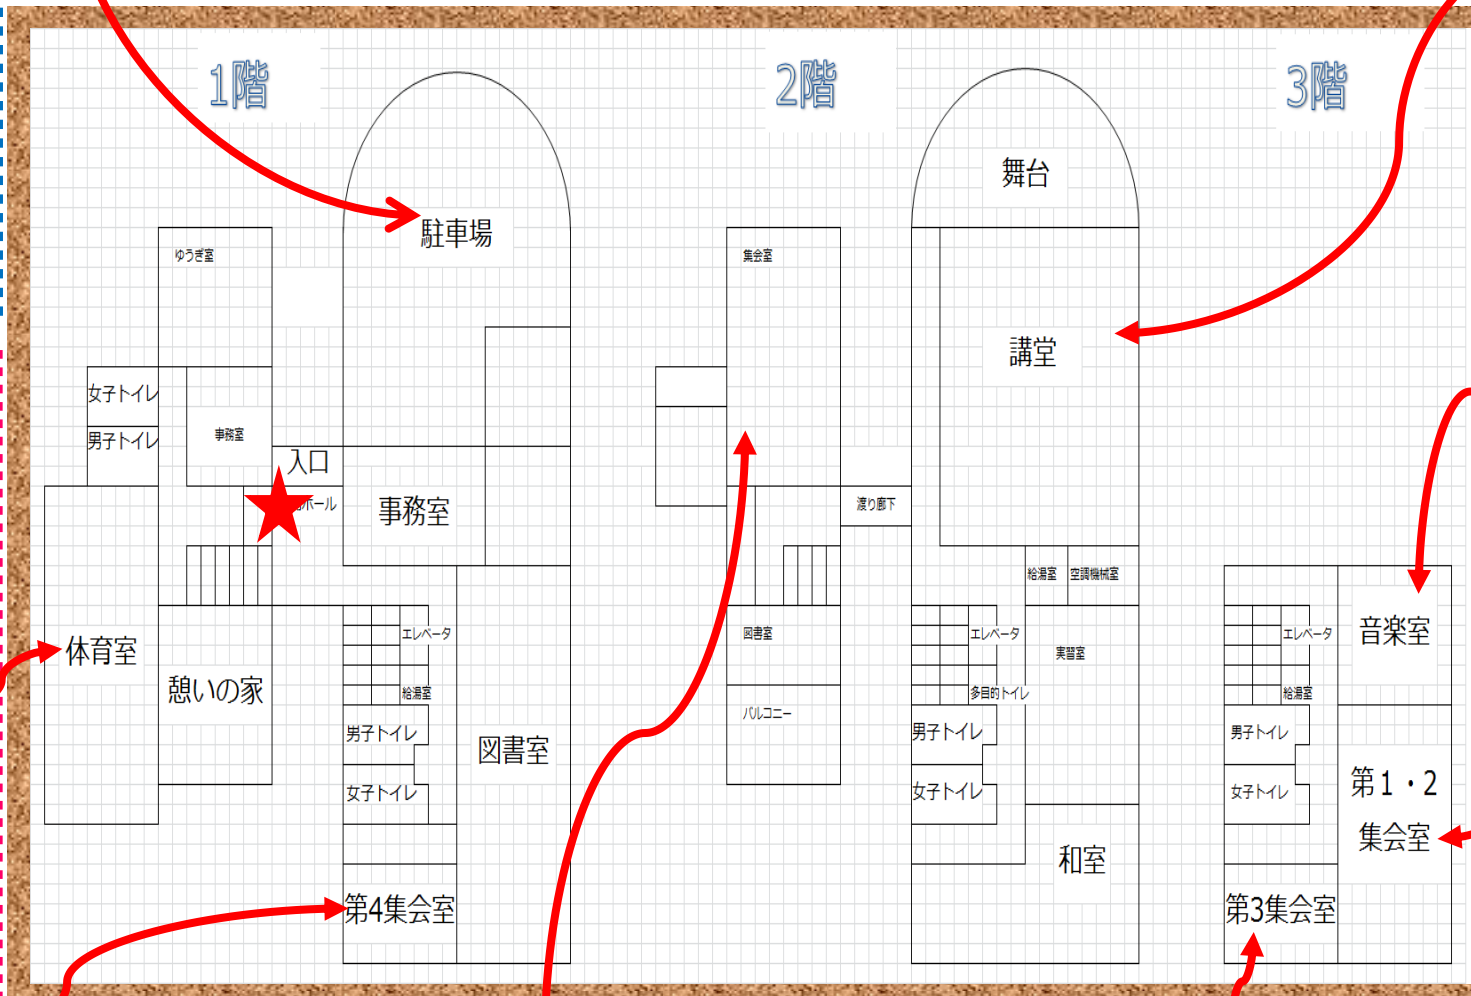 1階
2階
3階
舞台
駐車場
ゆうぎ室
集会室
講堂
女子トイレ
男子トイレ
事務室
入口
ホール
事務室
渡り廊下
給湯室
空調機械室
体育室
憩いの家
エレベータ
給湯室
男子トイレ
女子トイレ
図書室
第4集会室
図書室
バルコニー
エレベータ
多目的トイレ
男子トイレ
女子トイレ
実習室
和室
エレベータ
給湯室
男子トイレ
女子トイレ
音楽室
第1・2
集会室
第3集会室